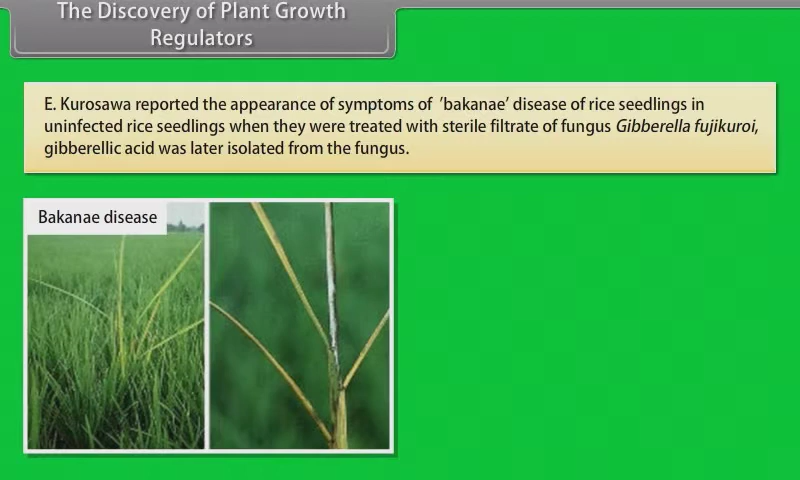 The Discovery of Plant Growth
Regulators
E. Kurosawa reported the appearance of symptoms of 'bakanae' disease of rice seedlings in
uninfected rice seedlings when they were treated with sterile filtrate of fungus Gibberella fujikuroi,
gibberellic acid was later isolated from the fungus.
Bakanae disease